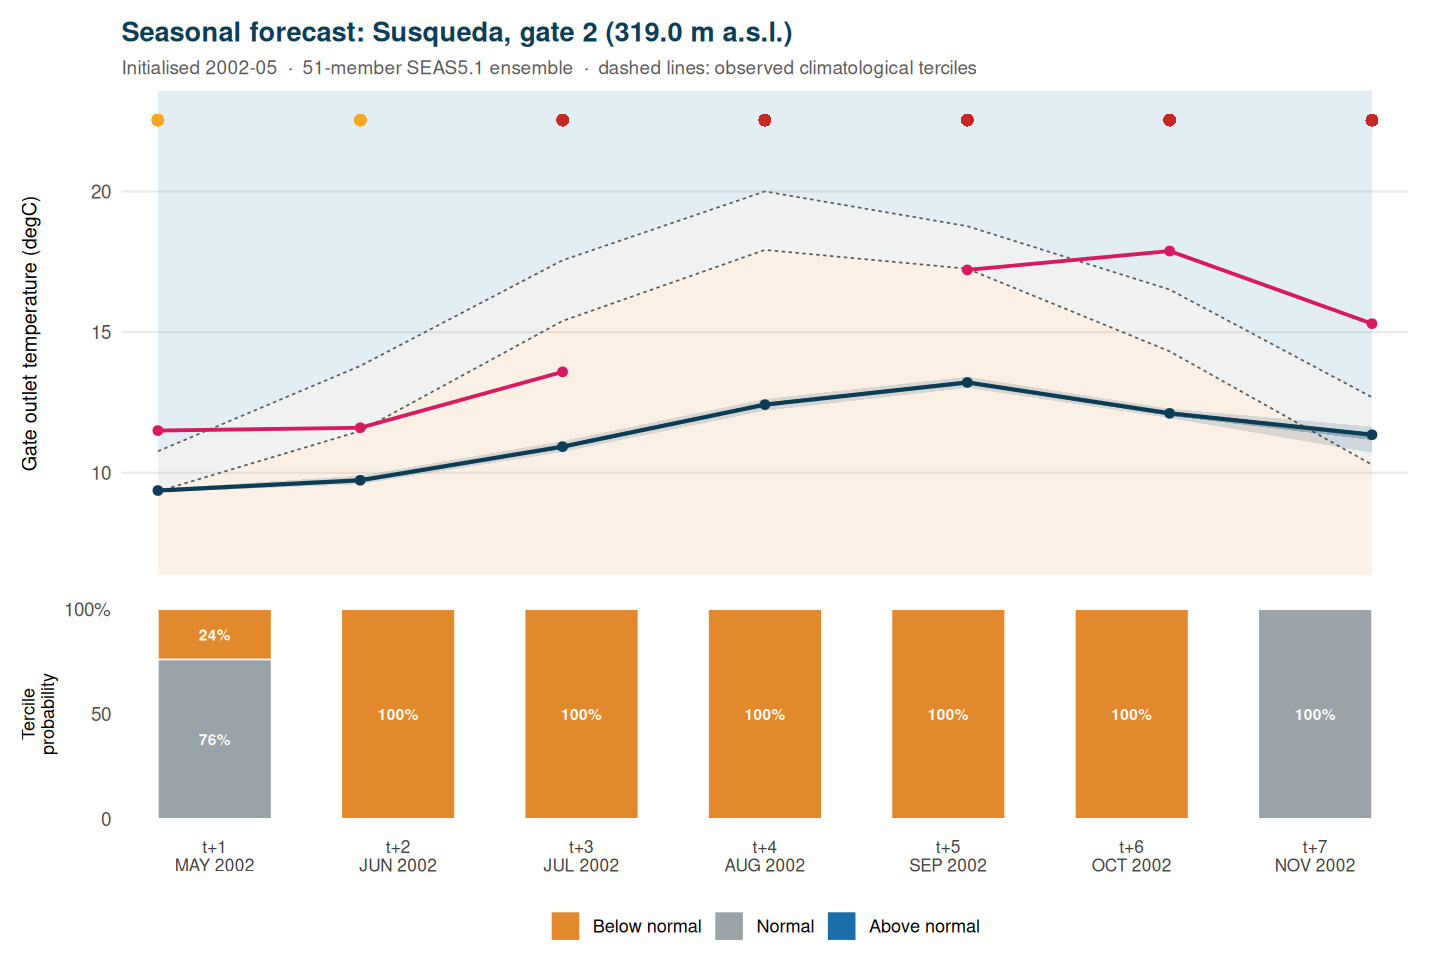 Seasonal forecast: Susqueda, gate 2 (319.0 m a.s.l.)
Initialised 2002-05 · 51-member SEAS5.1 ensemble · dashed lines: observed climatological terciles
Gate outlet temperature (degC)
20
15
10
Tercile
probability
100%
50
0
24%
76%
100%
100%
100%
100%
100%
100%
t+1
MAY 2002
t+2
JUN 2002
t+3
JUL 2002
t+4
AUG 2002
t+5
SEP 2002
t+6
OCT 2002
t+7
NOV 2002
Below normal
Normal
Above normal